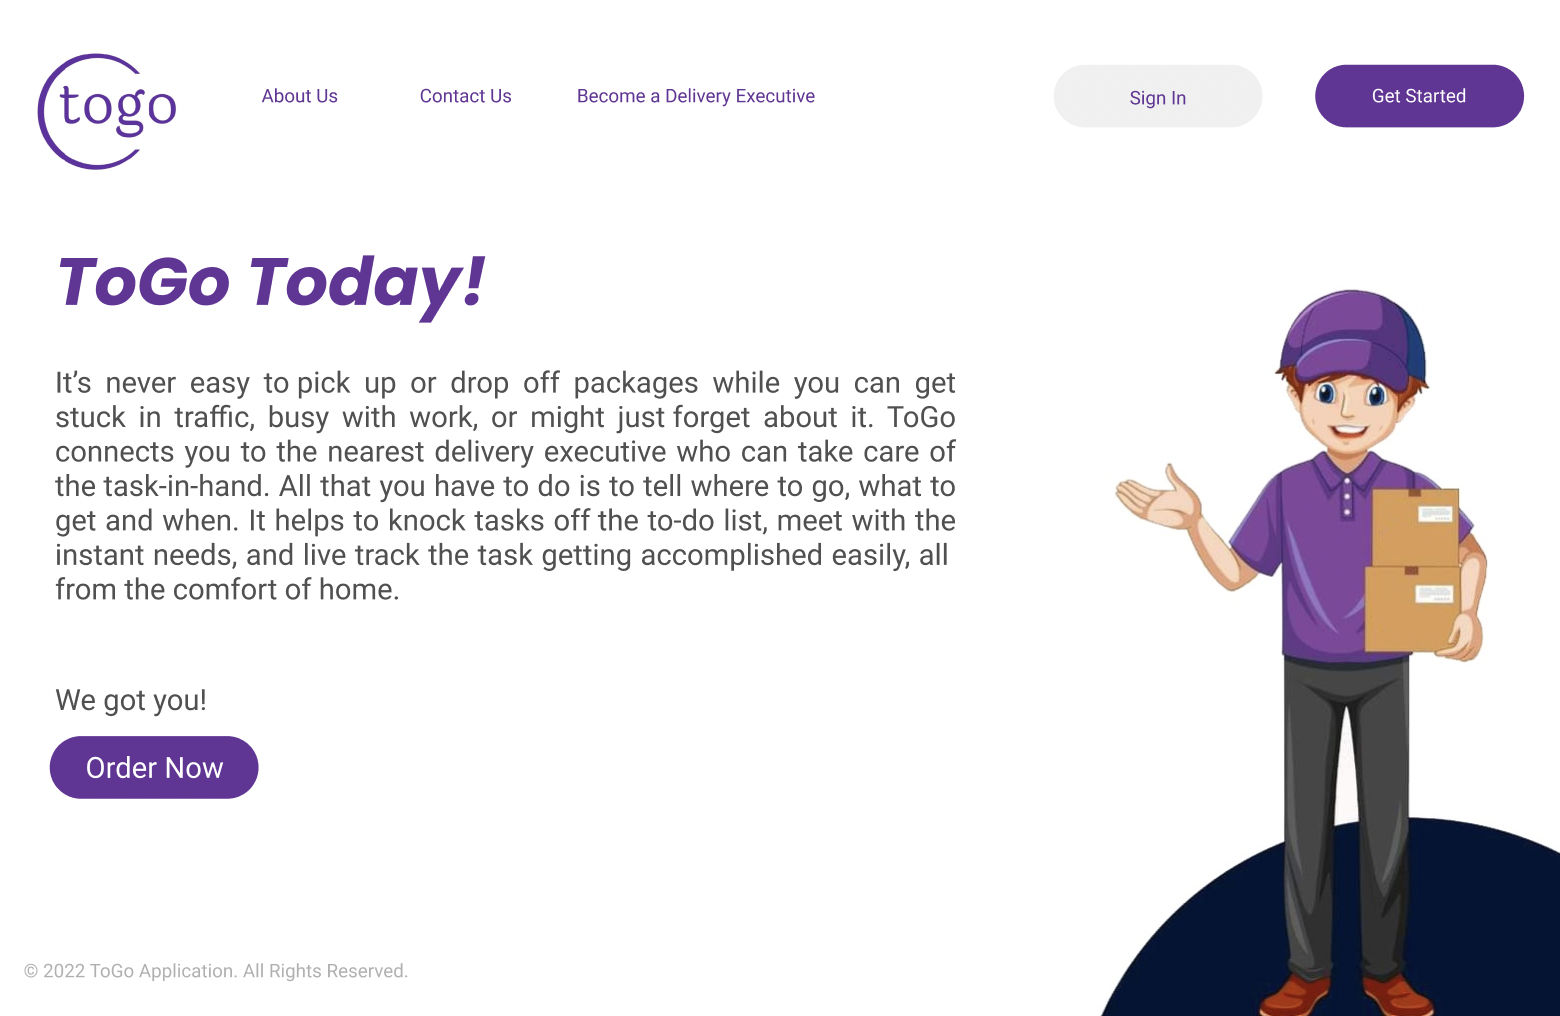 togo
About Us
Contact Us
Become a Delivery Executive
Sign In
Get Started
ToGo Today!
It’s never easy to pick up or drop off packages while you can get
stuck in traffic, busy with work, or might just forget about it. ToGo
connects you to the nearest delivery executive who can take care of
the task-in-hand. All that you have to do is to tell where to go, what to
get and when. It helps to knock tasks off the to-do list, meet with the
instant needs, and live track the task getting accomplished easily, all
from the comfort of home.
We got you!
Order Now
© 2022 ToGo Application. All Rights Reserved.